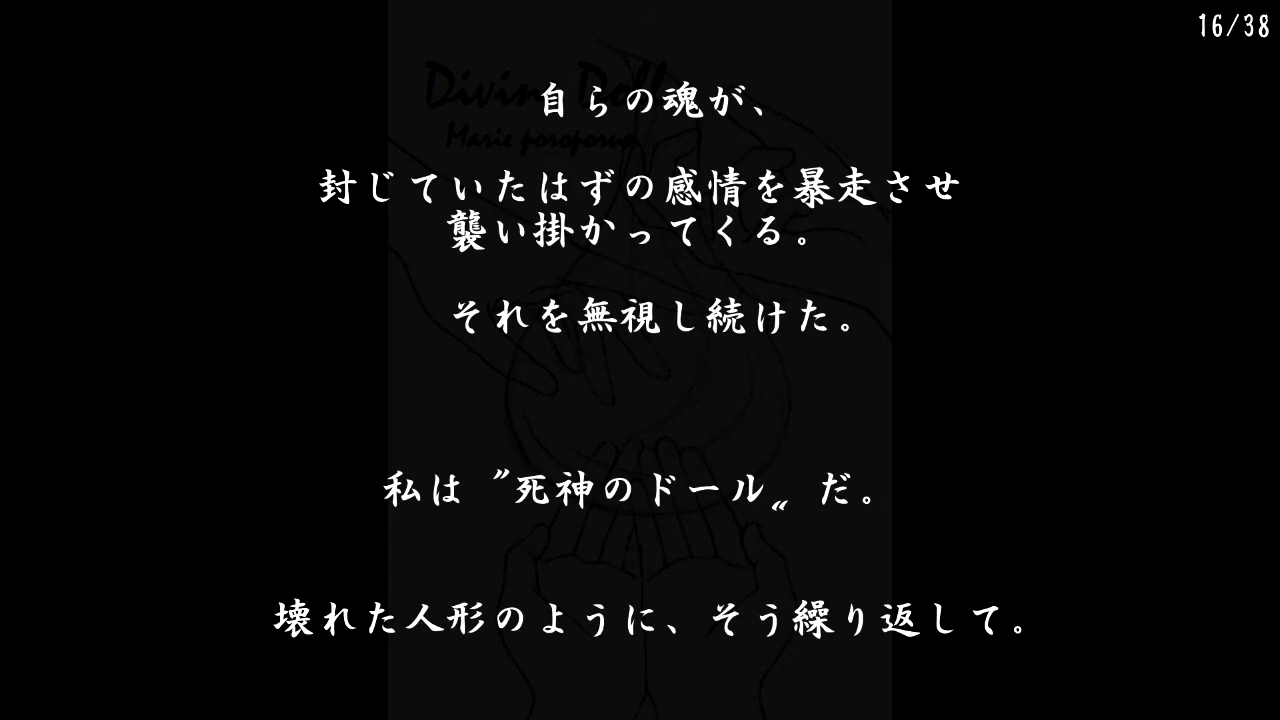 16/38
Divin
Marie poroporum
自らの魂が、
封じていたはずの感情を暴走させ
襲い掛かってくる。
それを無視し続けた。
私は〝死神のドール〟だ。
壊れた人形のように、そう繰り返して。